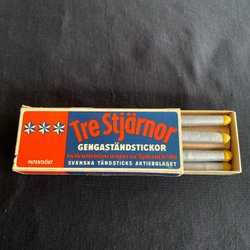 Tre Stjärnor
GENGASTÄNDSTICKOR
SVENSKA TÄNDSTICKS AKTIEBOLAGET
PATENTSÖKT